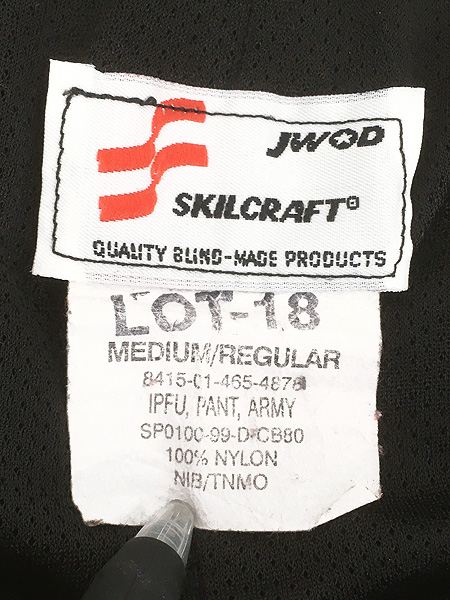 JWOD
SKILCRAFT®
QUALITY BLIND-MADE PRODUCTS
LOT-18
MEDIUM/REGULAR
8415-01-465-4878
IPFU, PANT, ARMY
SP0100-99-D-CB80
100% NYLON
NIB/TNMO